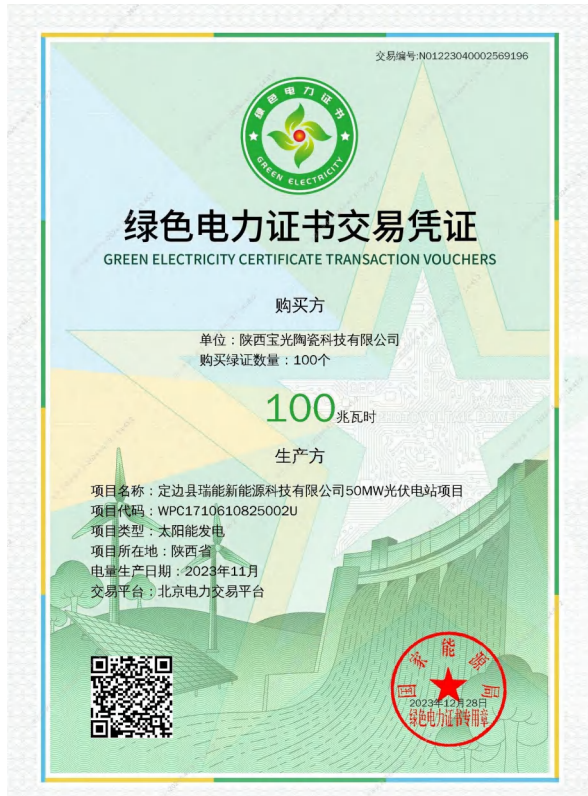 交易编号:N01223040002569196
绿色电力证书
GREEN ELECTRICITY
绿色电力证书交易凭证
GREEN ELECTRICITY CERTIFICATE TRANSACTION VOUCHERS
购买方
单位：陕西宝光陶瓷科技有限公司
购买绿证数量：100个
100兆瓦时
生产方
项目名称：定边县瑞能新能源科技有限公司50MW光伏电站项目
项目代码：WPC1710610825002U
项目类型：太阳能发电
项目所在地：陕西省
电量生产日期：2023年11月
交易平台：北京电力交易平台
国家能源局
2023年12月28日
绿色电力证书专用章